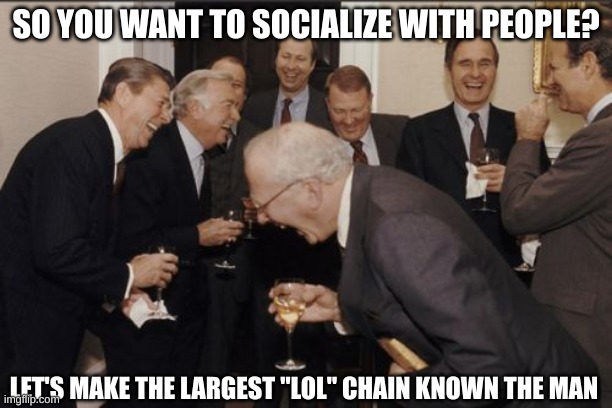 SO YOU WANT TO SOCIALIZE WITH PEOPLE?
LET'S MAKE THE LARGEST "LOL" CHAIN KNOWN THE MAN
imgflip.com